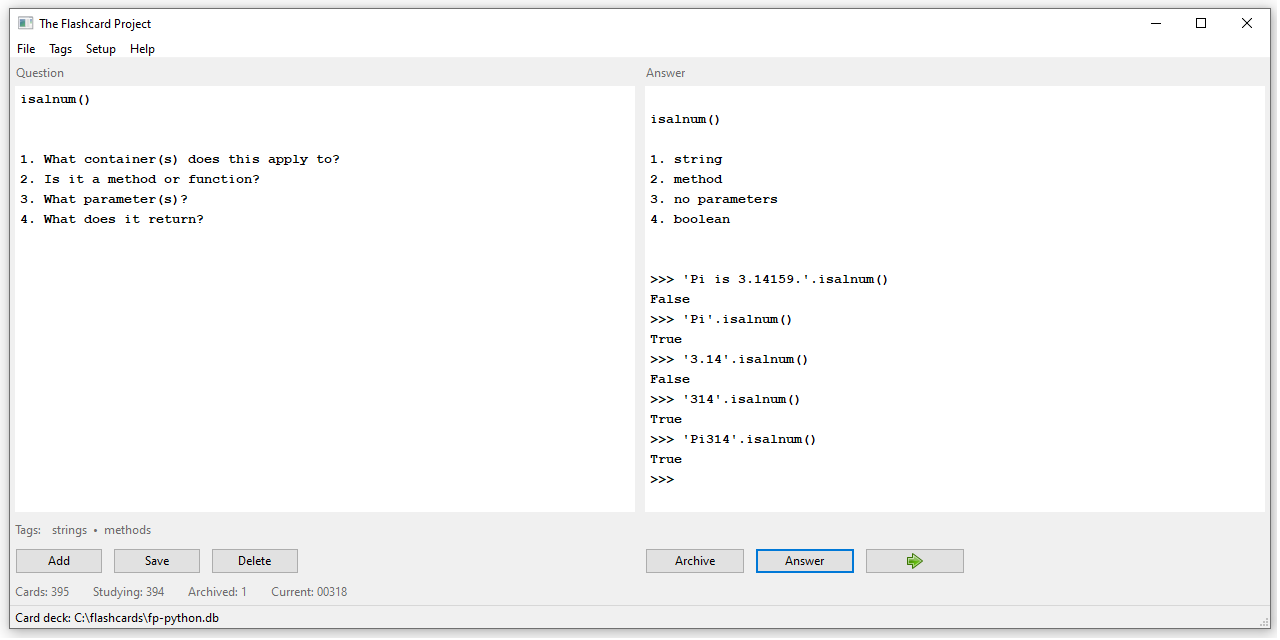 The Flashcard Project
File Tags Setup Help
Question
isalnum()
1. What container(s) does this apply to?
2. Is it a method or function?
3. What parameter(s)?
4. What does it return?
Answer
isalnum()
1. string
2. method
3. no parameters
4. boolean
>>> 'Pi is 3.14159.'.isalnum()
False
>>> 'Pi'.isalnum()
True
>>> '3.14'.isalnum()
False
>>> '314'.isalnum()
True
>>> 'Pi314'.isalnum()
True
>>>
Tags: strings • methods
Add Save Delete Archive Answer
Cards: 395 Studying: 394 Archived: 1 Current: 00318
Card deck: C:\flashcards\fp-python.db